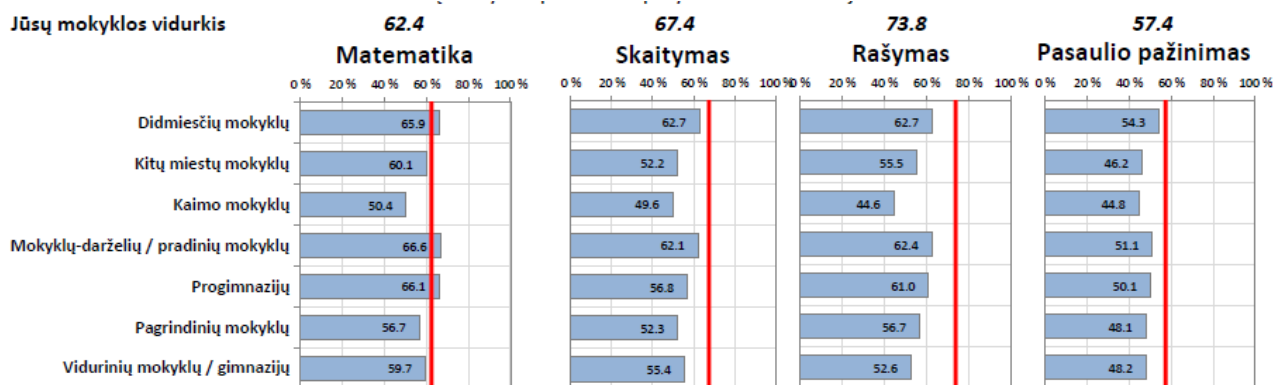 Jūsų mokyklos vidurkis 62.4 67.4 73.8 57.4
Matematika Skaitymas Rašymas Pasaulio pažinimas
0 % 20 % 40 % 60 % 80 % 100 % 0 % 20 % 40 % 60 % 80 % 100 % 0 % 20 % 40 % 60 % 80 % 100 % 0 % 20 % 40 % 60 % 80 % 100 %
Didmiesčių mokyklų 65.9 62.7 62.7 54.3
Kitų miestų mokyklų 60.1 52.2 55.5 46.2
Kaimo mokyklų 50.4 49.6 44.6 44.8
Mokyklų-darželių / pradinių mokyklų 66.6 62.1 62.4 51.1
Progimnazijų 66.1 56.8 61.0 50.1
Pagrindinių mokyklų 56.7 52.3 56.7 48.1
Vidurinių mokyklų / gimnazijų 59.7 55.4 52.6 48.2